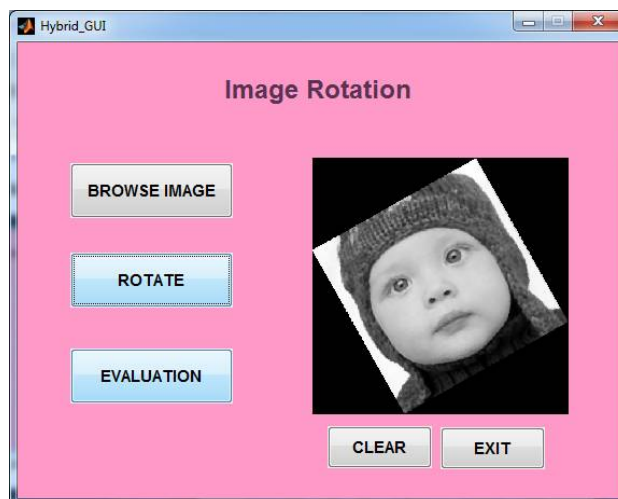 Hybrid_GUI
Image Rotation
BROWSE IMAGE
ROTATE
EVALUATION
CLEAR
EXIT